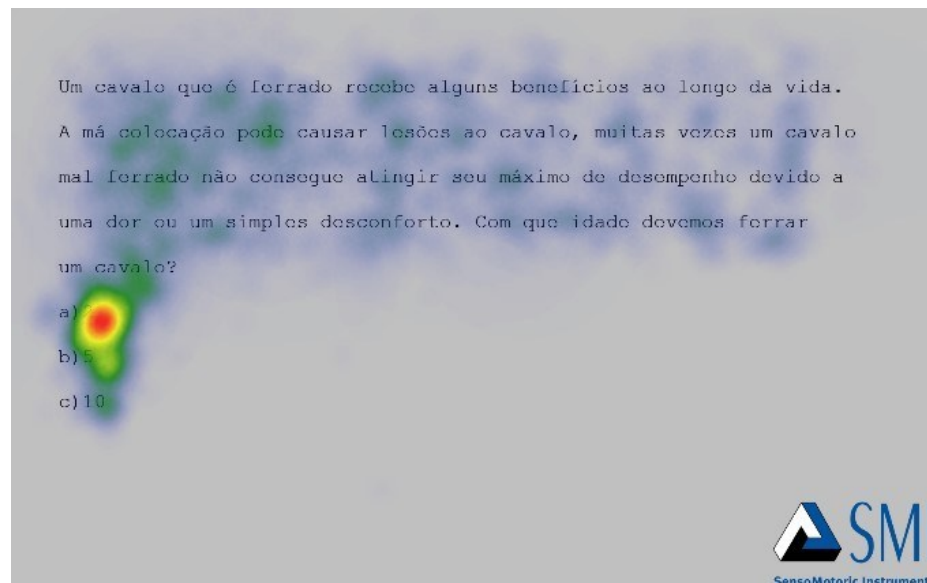 Um cavalo que é ferrado recebe alguns benefícios ao longo da vida.
A má colocação pode causar lesões ao cavalo, muitas vezes um cavalo
mal ferrado não consegue atingir seu máximo de desempenho devido a
uma dor ou um simples desconforto. Com que idade devemos ferrar
um cavalo?
a)
b)5
c)10
SM
SensoMotoric Instrument